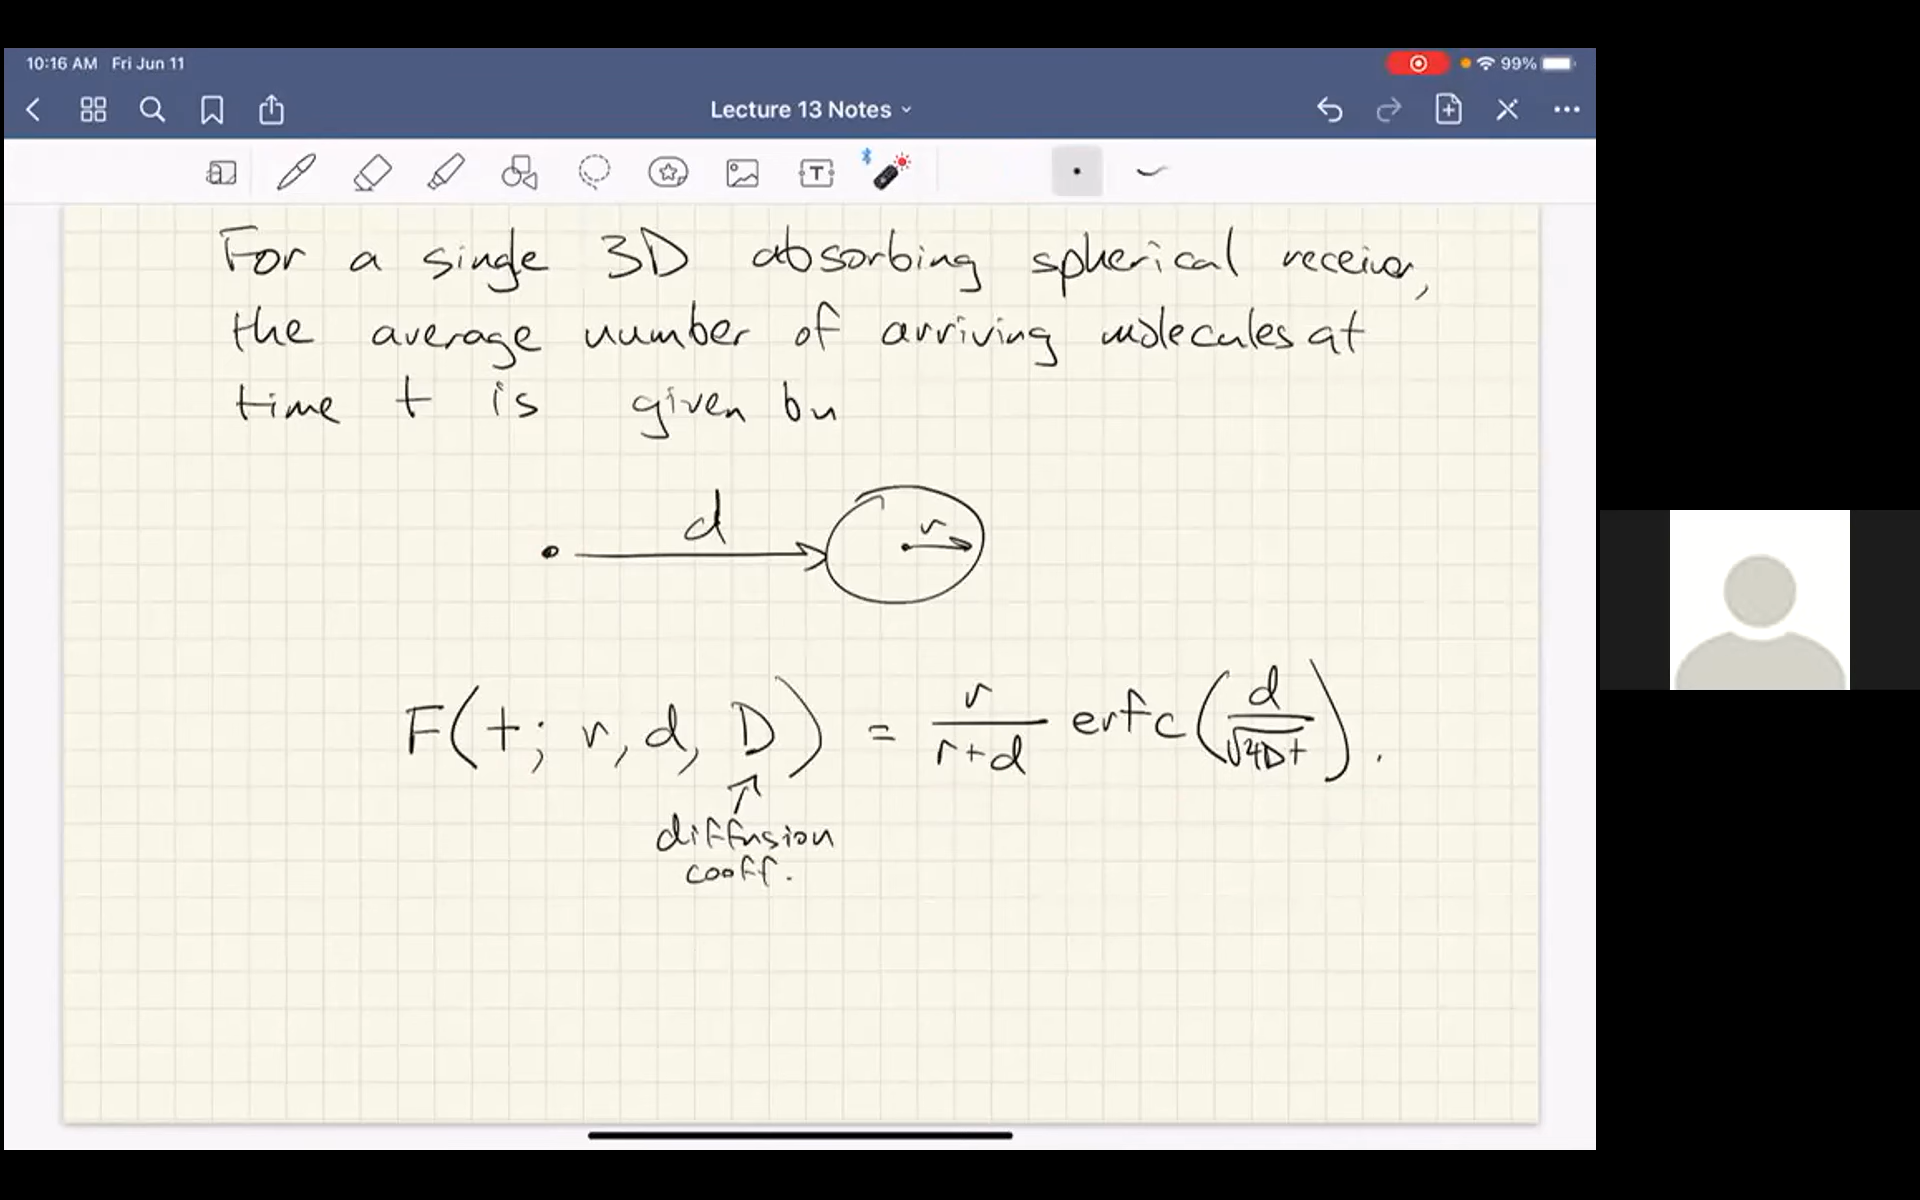 10:16 AM Fri Jun 11
99%
Lecture 13 Notes
For a single 3D absorbing spherical receiver,
the average number of arriving molecules at
time t is given by
d
r
F(t; r, d, D) = r/(r+d) erfc(d/√4Dt).
↑
diffusion
coeff.